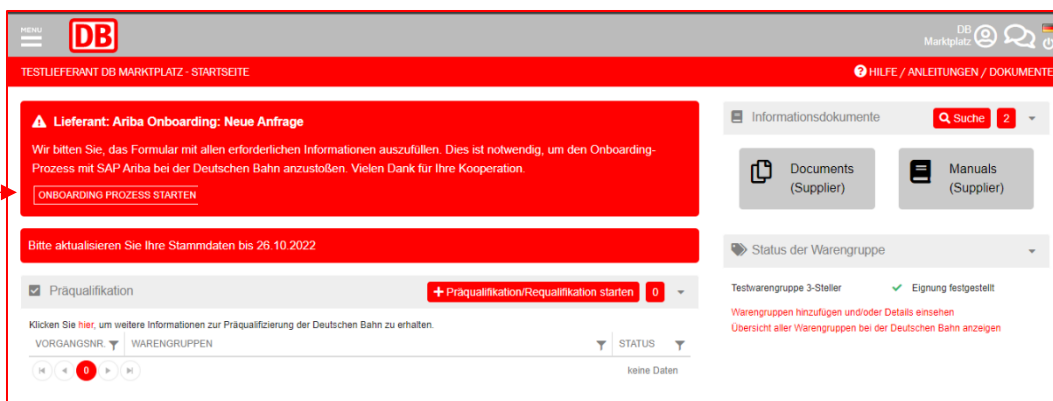 MENU
DB
DB
Marktplatz
TESTLIEFERANT DB MARKTPLATZ - STARTSEITE
HILFE / ANLEITUNGEN / DOKUMENTE
Lieferant: Ariba Onboarding: Neue Anfrage
Wir bitten Sie, das Formular mit allen erforderlichen Informationen auszufüllen. Dies ist notwendig, um den Onboarding-
Prozess mit SAP Ariba bei der Deutschen Bahn anzustoßen. Vielen Dank für Ihre Kooperation.
ONBOARDING PROZESS STARTEN
Bitte aktualisieren Sie Ihre Stammdaten bis 26.10.2022
Präqualifikation
+ Präqualifikation/Requalifikation starten 0
Klicken Sie hier, um weitere Informationen zur Präqualifizierung der Deutschen Bahn zu erhalten.
VORGANGSNR. WARENGRUPPEN STATUS
0 keine Daten
Informationsdokumente Suche 2
Documents
(Supplier)
Manuals
(Supplier)
Status der Warengruppe
Testwarengruppe 3-Steller Eignung festgestellt
Warengruppen hinzufügen und/oder Details einsehen
Übersicht aller Warengruppen bei der Deutschen Bahn anzeigen